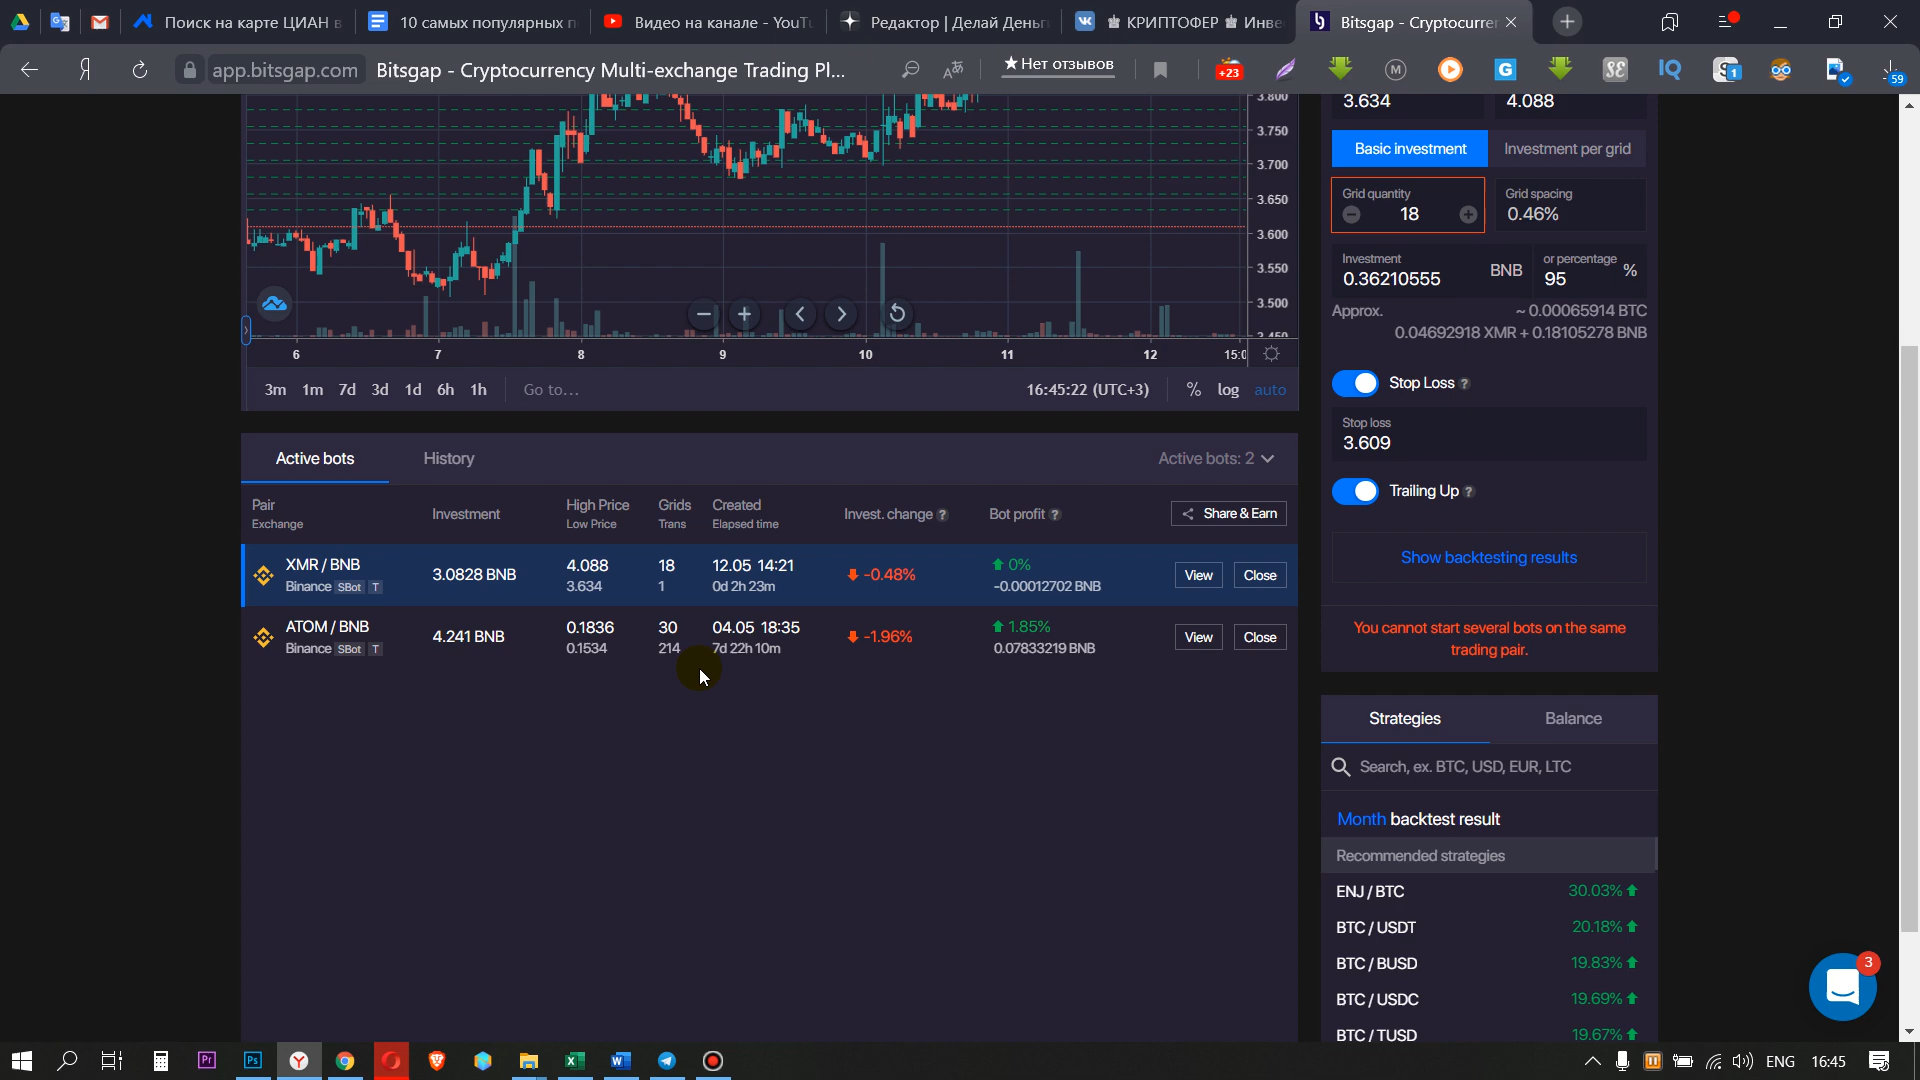 Поиск на карте ЦИАН в
10 самых популярных п
Видео на канале - YouTu
Редактор | Делай Деньг
♚ КРИПТОФЕР ♚ Инве
Bitsgap - Cryptocurre
app.bitsgap.com Bitsgap - Cryptocurrency Multi-exchange Trading Pl...
★ Нет отзывов
+23
1
59
3.800
3.750
3.700
3.650
3.600
3.550
3.500
3.450
6 7 8 9 10 11 12 15:0
3m 1m 7d 3d 1d 6h 1h Go to... 16:45:22 (UTC+3) % log auto
3.634 4.088
Basic investment Investment per grid
Grid quantity Grid spacing
18 0.46%
Investment or percentage
0.36210555 BNB 95 %
Approx. ~ 0.00065914 BTC
0.04692918 XMR + 0.18105278 BNB
Stop Loss ?
Stop loss
3.609
Trailing Up ?
Show backtesting results
You cannot start several bots on the same
trading pair.
Active bots History Active bots: 2
Pair Investment High Price Grids Created Invest. change ? Bot profit ? Share & Earn
Exchange Low Price Trans Elapsed time
XMR / BNB 3.0828 BNB 4.088 18 12.05 14:21 -0.48% 0% View Close
Binance SBot T 3.634 1 0d 2h 23m -0.00012702 BNB
ATOM / BNB 4.241 BNB 0.1836 30 04.05 18:35 -1.96% 1.85% View Close
Binance SBot T 0.1534 214 7d 22h 10m 0.07833219 BNB
Strategies Balance
Search, ex. BTC, USD, EUR, LTC
Month backtest result
Recommended strategies
ENJ / BTC 30.03%
BTC / USDT 20.18%
BTC / BUSD 19.83%
BTC / USDC 19.69%
BTC / TUSD 19.67%
3
ENG 16:45